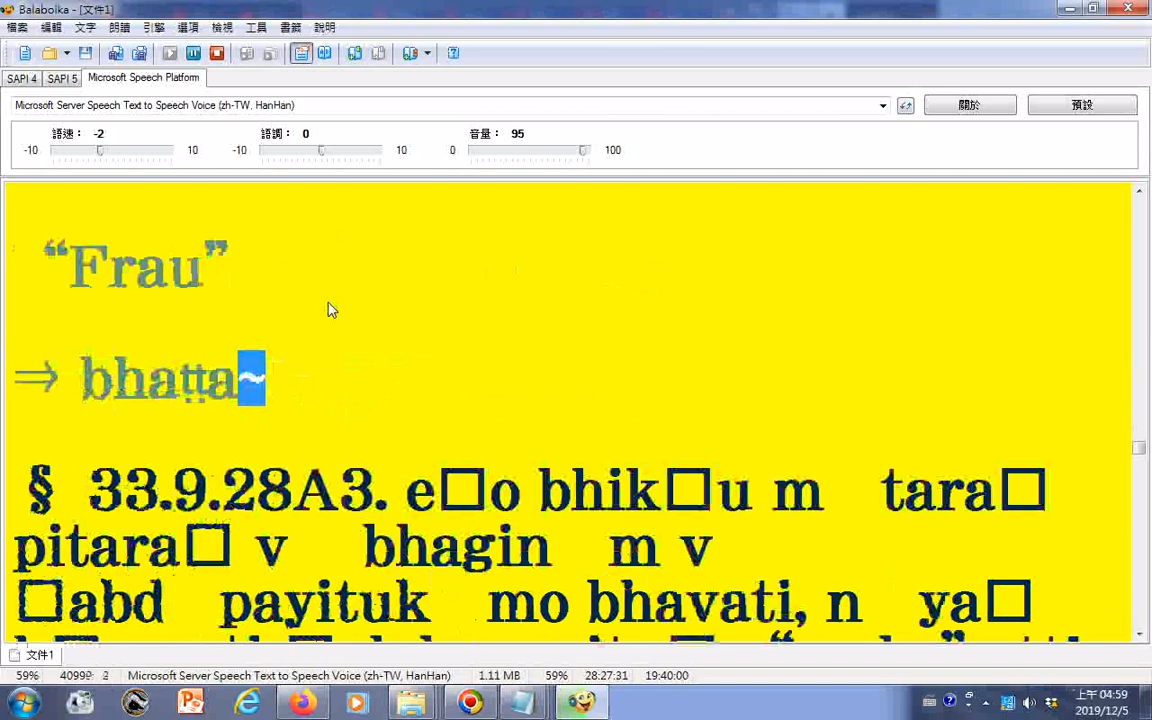 Balabolka - [文件1]
檔案 編輯 文字 朗讀 引擎 選項 檢視 工具 書籤 說明
SAPI 4 SAPI 5 Microsoft Speech Platform
Microsoft Server Speech Text to Speech Voice (zh-TW, HanHan) 關於 預設
語速： -2 語調： 0 音量： 95
-10 10 -10 10 0 100
“Frau”
⇒ bhaṭṭa~
§ 33.9.28A3. e□o bhik□u m tara□
pitara□ v bhagin m v
□abd payituk mo bhavati, n ya□
文件1
59% Microsoft Server Speech Text to Speech Voice (zh-TW, HanHan) 1.11 MB 59% 28:27:31 19:40:00
上午 04:59
2019/12/5